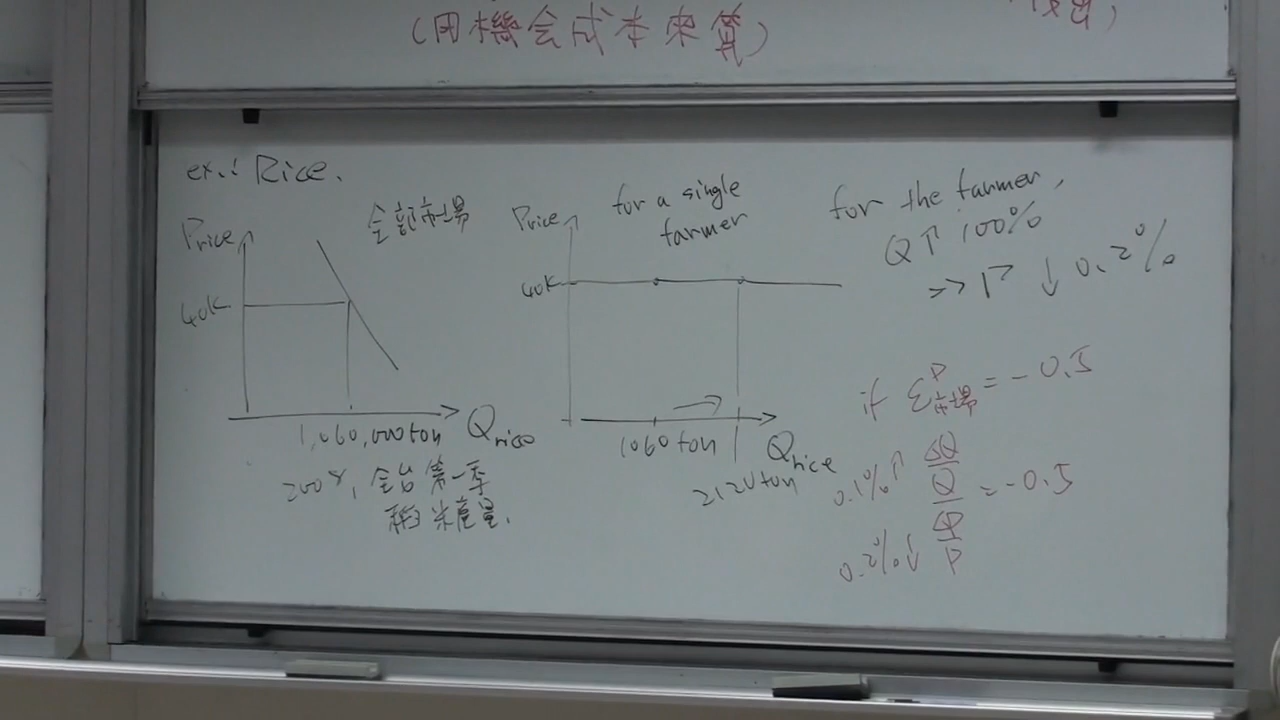 (用機会成本來算)
ex.: Rice.
Price
全部市場
40K
1,060,000 ton
Q rice
2008, 全台第一季
稻米產量.
Price
for a single
farmer
40K
1060 ton
2120 ton
Q rice
for the farmer,
Q↑ 100%
=> P ↓ 0.2%
if ε^P 市場 = -0.5
0.1%↑ ΔQ
Q = -0.5
ΔP
0.2%↓ P